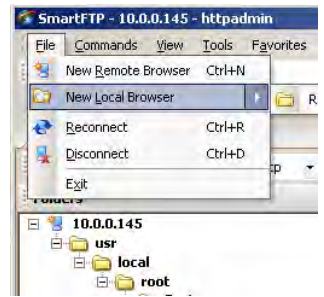 SmartFTP - 10.0.0.145 - httpadmin
File Commands View Tools Favorites
New Remote Browser Ctrl+N
New Local Browser
R
Reconnect Ctrl+R
Disconnect Ctrl+D
Exit
10.0.0.145
usr
local
root